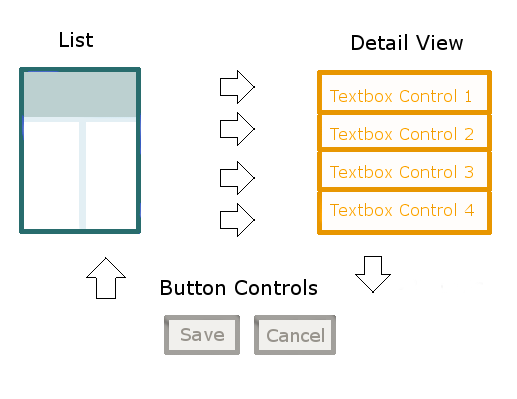 List
Detail View
Textbox Control 1
Textbox Control 2
Textbox Control 3
Textbox Control 4
Button Controls
Save
Cancel